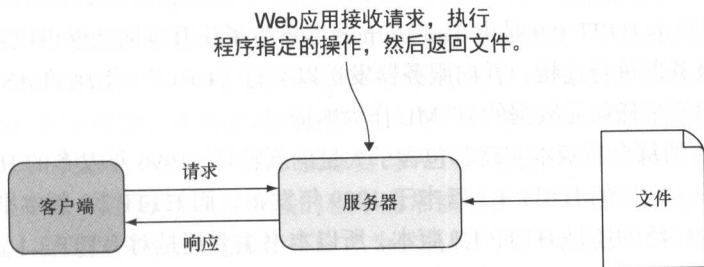 Web应用接收请求，执行
程序指定的操作，然后返回文件。
请求
客户端
服务器
文件
响应